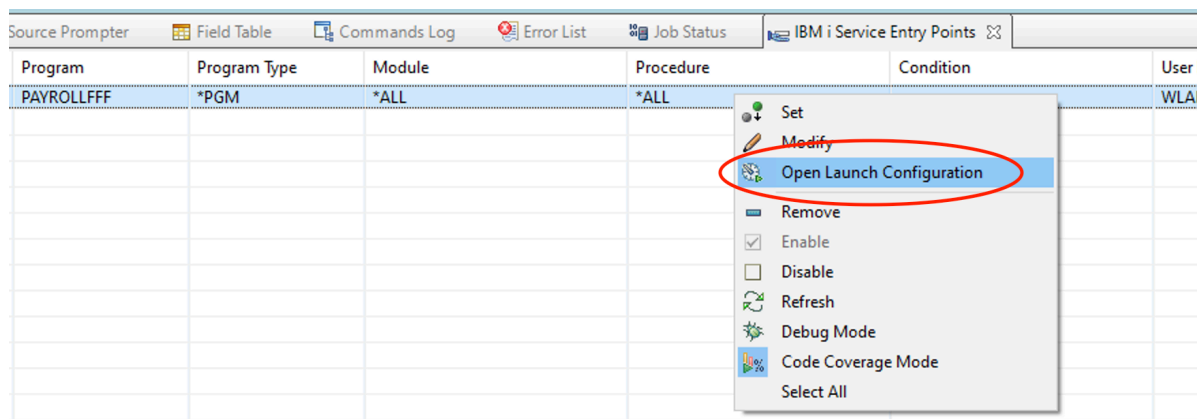 Source Prompter Field Table Commands Log Error List Job Status IBM i Service Entry Points
Program Program Type Module Procedure Condition User
PAYROLLFFF *PGM *ALL *ALL
Set
Modify
Open Launch Configuration
Remove
Enable
Disable
Refresh
Debug Mode
Code Coverage Mode
Select All